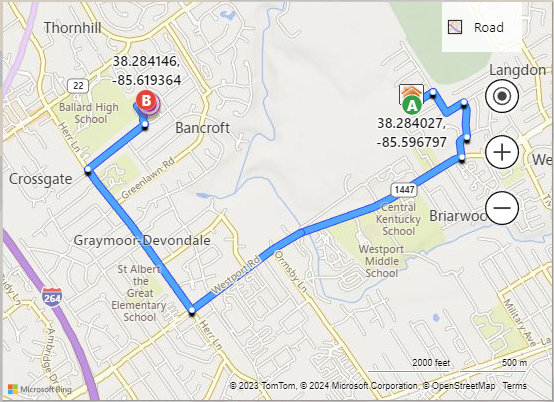 Thornhill
Road
38.284146,
-85.619364
Langdon
22
B
Ballard High
School
A
Bancroft
38.284027,
-85.596797
Herr Ln
Greenlawn Rd
We
Crossgate
1447
Central
Kentucky
School
Briarwoo
Graymoor-Devondale
Westport
Middle
School
St Albert
the
Great
Elementary
School
Westport Rd
Ormsby Ln
264
Herr Ln
Military Ave
Ambridge Dr
2000 feet
500 m
Microsoft Bing
© 2023 TomTom, © 2024 Microsoft Corporation, © OpenStreetMap Terms